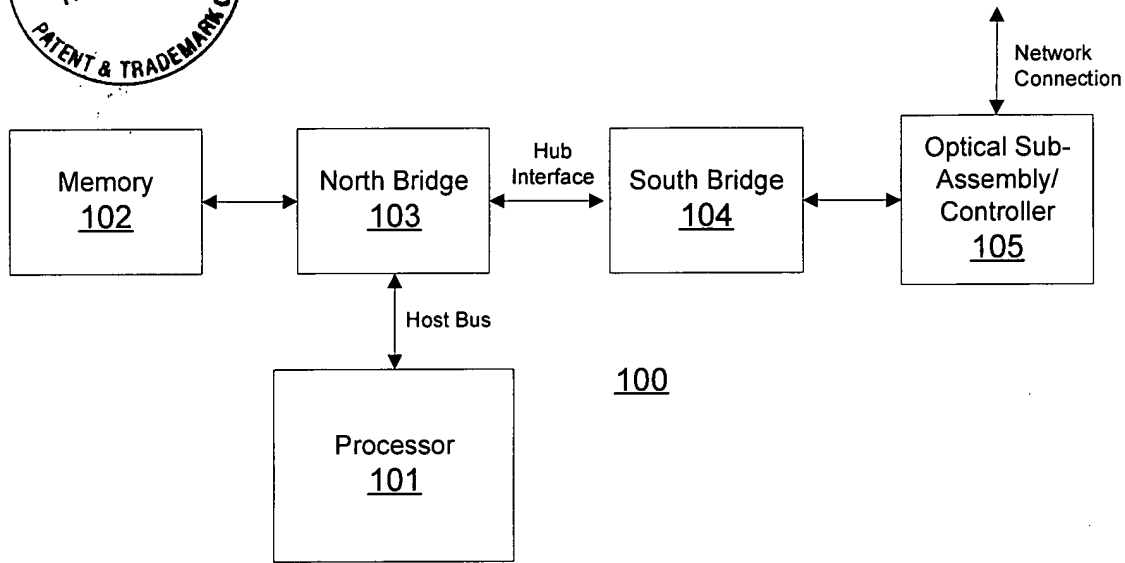 PATENT & TRADEMARK
Network
Connection
Memory
102
North Bridge
103
Hub
Interface
South Bridge
104
Optical Sub-
Assembly/
Controller
105
Host Bus
100
Processor
101